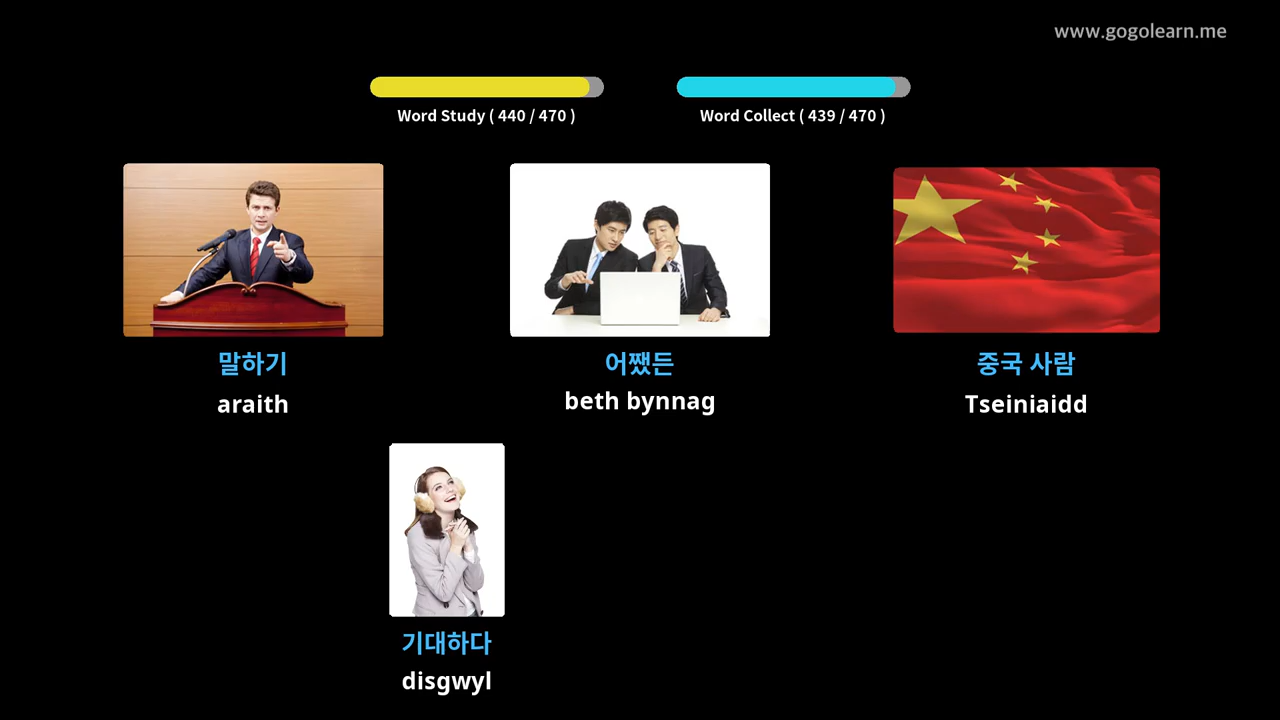 www.gogolearn.me
Word Study ( 440 / 470 )
Word Collect ( 439 / 470 )
말하기
araith
어쨌든
beth bynnag
중국 사람
Tseiniaidd
기대하다
disgwyl